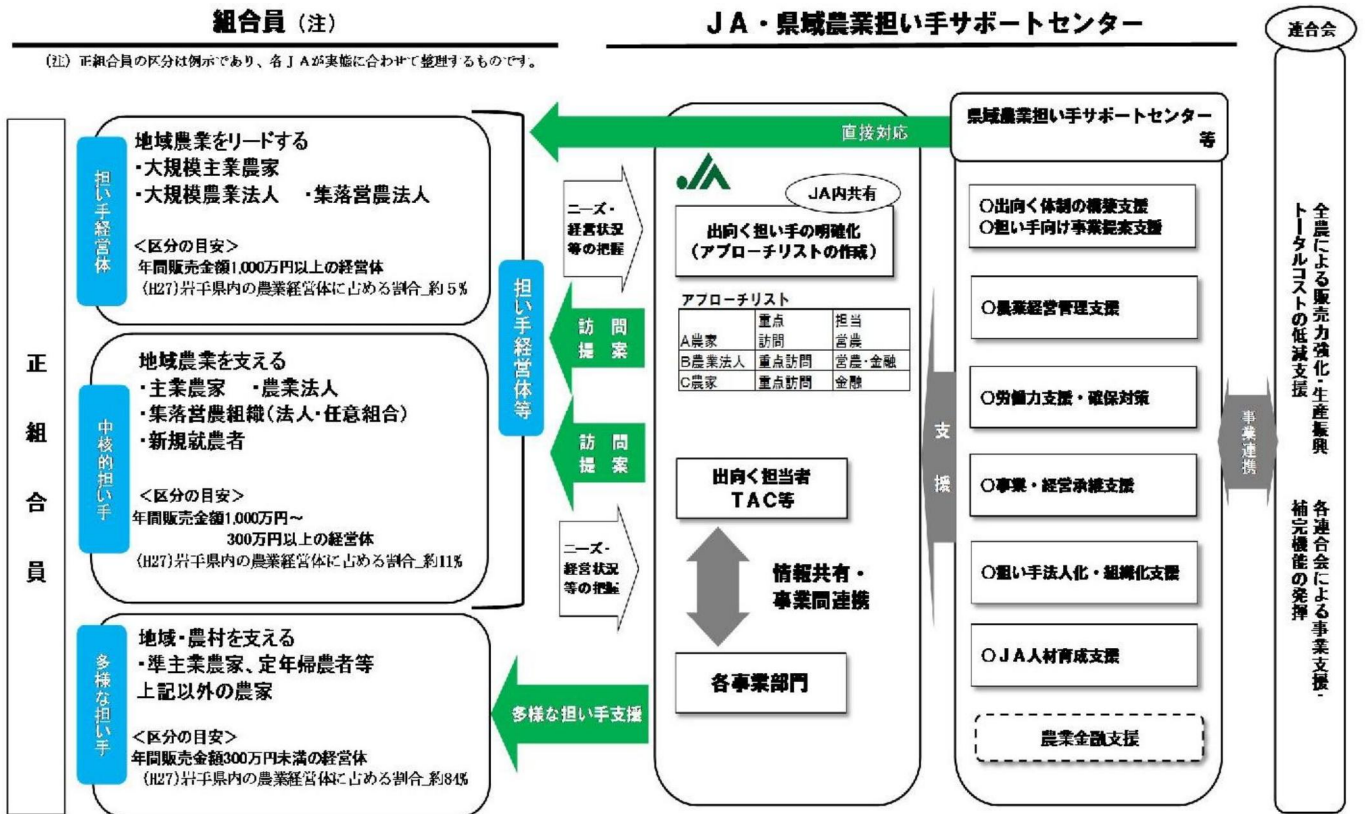 組合員（注）
（注）正組合員の区分は例示であり、各ＪＡが実態に合わせて整理するものです。
正組合員
担い手経営体
地域農業をリードする
・大規模主業農家
・大規模農業法人　・集落営農法人
＜区分の目安＞
年間販売金額1,000万円以上の経営体
（H27）岩手県内の農業経営体に占める割合_約５％
中核的担い手
地域農業を支える
・主業農家　・農業法人
・集落営農組織（法人・任意組合）
・新規就農者
＜区分の目安＞
年間販売金額1,000万円～
300万円以上の経営体
（H27）岩手県内の農業経営体に占める割合_約11％
多様な担い手
地域・農村を支える
・準主業農家、定年帰農者等
上記以外の農家
＜区分の目安＞
年間販売金額300万円未満の経営体
（H27）岩手県内の農業経営体に占める割合_約84％
担い手経営体等
ニーズ・
経営状況
等の把握
訪　問
提　案
訪　問
提　案
ニーズ・
経営状況
等の把握
多様な担い手支援
ＪＡ・県域農業担い手サポートセンター
直接対応
JA
JA内共有
出向く担い手の明確化
（アプローチリストの作成）
アプローチリスト
重点　担当
A農家　訪問　営農
B農業法人　重点訪問　営農・金融
C農家　重点訪問　金融
出向く担当者
ＴＡＣ等
情報共有・
事業間連携
各事業部門
支　援
県域農業担い手サポートセンター
等
○出向く体制の構築支援
○担い手向け事業提案支援
○農業経営管理支援
○労働力支援・確保対策
○事業・経営承継支援
○担い手法人化・組織化支援
○ＪＡ人材育成支援
農業金融支援
事業連携
連合会
全農による販売力強化・生産振興
トータルコストの低減支援
各連合会による事業支援・
補完機能の発揮